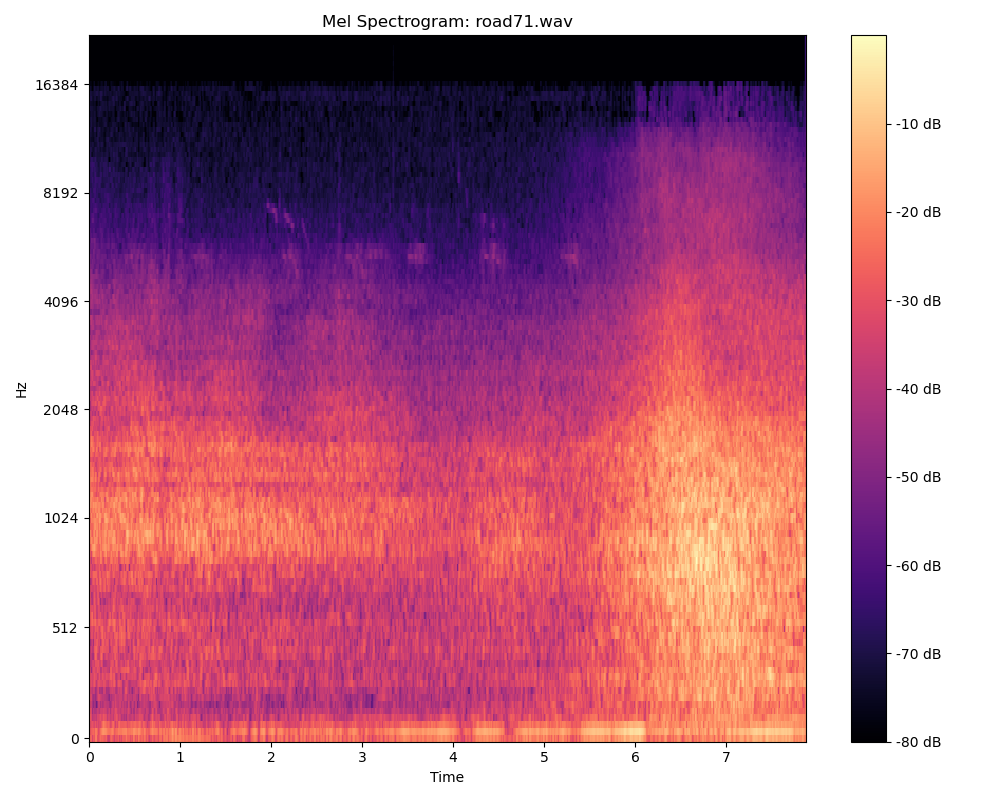 Mel Spectrogram: road71.wav
16384
8192
4096
2048
1024
512
0
Hz
0 1 2 3 4 5 6 7
Time
-10 dB
-20 dB
-30 dB
-40 dB
-50 dB
-60 dB
-70 dB
-80 dB